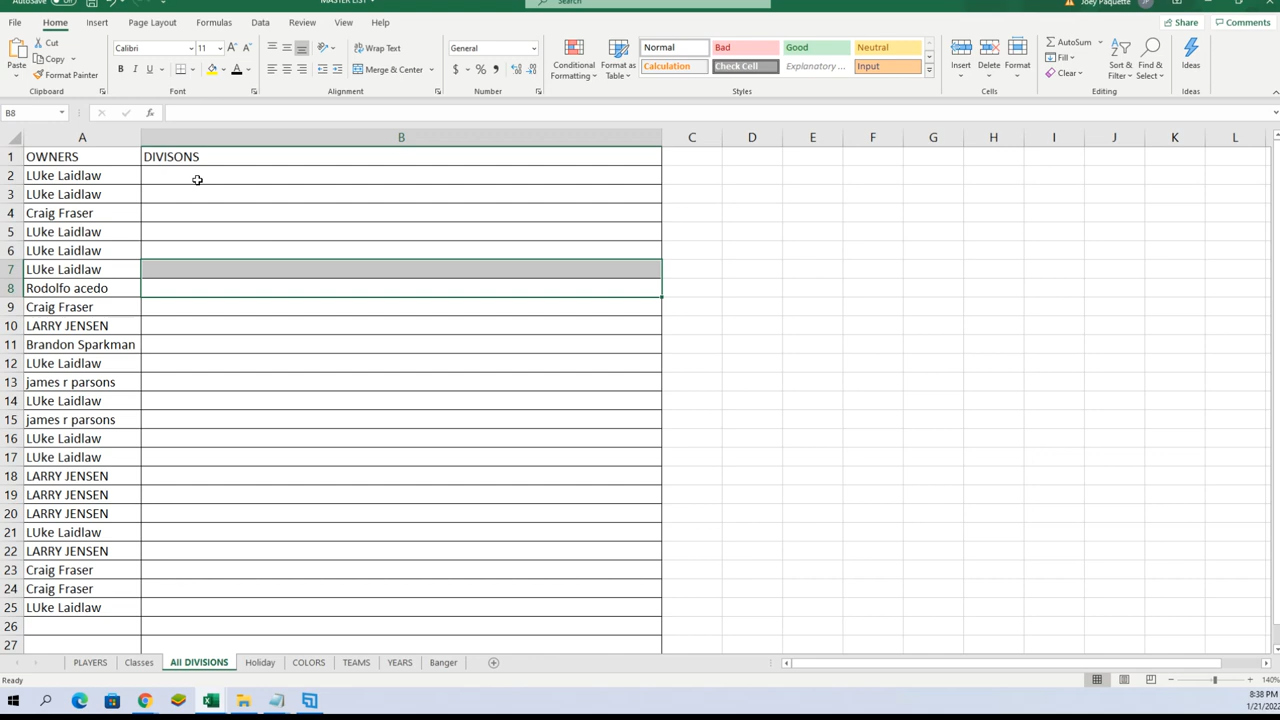 AutoSave
MASTER LIST
Search
Joey Paquette
JP
File Home Insert Page Layout Formulas Data Review View Help
Share Comments
Paste
Cut
Copy
Format Painter
Clipboard
Calibri 11
B I U
Font
Wrap Text
Merge & Center
Alignment
General
$ % ,
Number
Conditional Formatting
Format as Table
Normal Bad Good Neutral
Calculation Check Cell Explanatory ... Input
Styles
Insert Delete Format
Cells
AutoSum
Fill
Clear
Sort & Filter
Find & Select
Editing
Ideas
Ideas
B8
fx
A B C D E F G H I J K L
1 OWNERS DIVISONS
2 LUke Laidlaw
3 LUke Laidlaw
4 Craig Fraser
5 LUke Laidlaw
6 LUke Laidlaw
7 LUke Laidlaw
8 Rodolfo acedo
9 Craig Fraser
10 LARRY JENSEN
11 Brandon Sparkman
12 LUke Laidlaw
13 james r parsons
14 LUke Laidlaw
15 james r parsons
16 LUke Laidlaw
17 LUke Laidlaw
18 LARRY JENSEN
19 LARRY JENSEN
20 LARRY JENSEN
21 LUke Laidlaw
22 LARRY JENSEN
23 Craig Fraser
24 Craig Fraser
25 LUke Laidlaw
26
27
PLAYERS Classes All DIVISIONS Holiday COLORS TEAMS YEARS Banger
Ready
140%
8:38 PM
1/21/2022